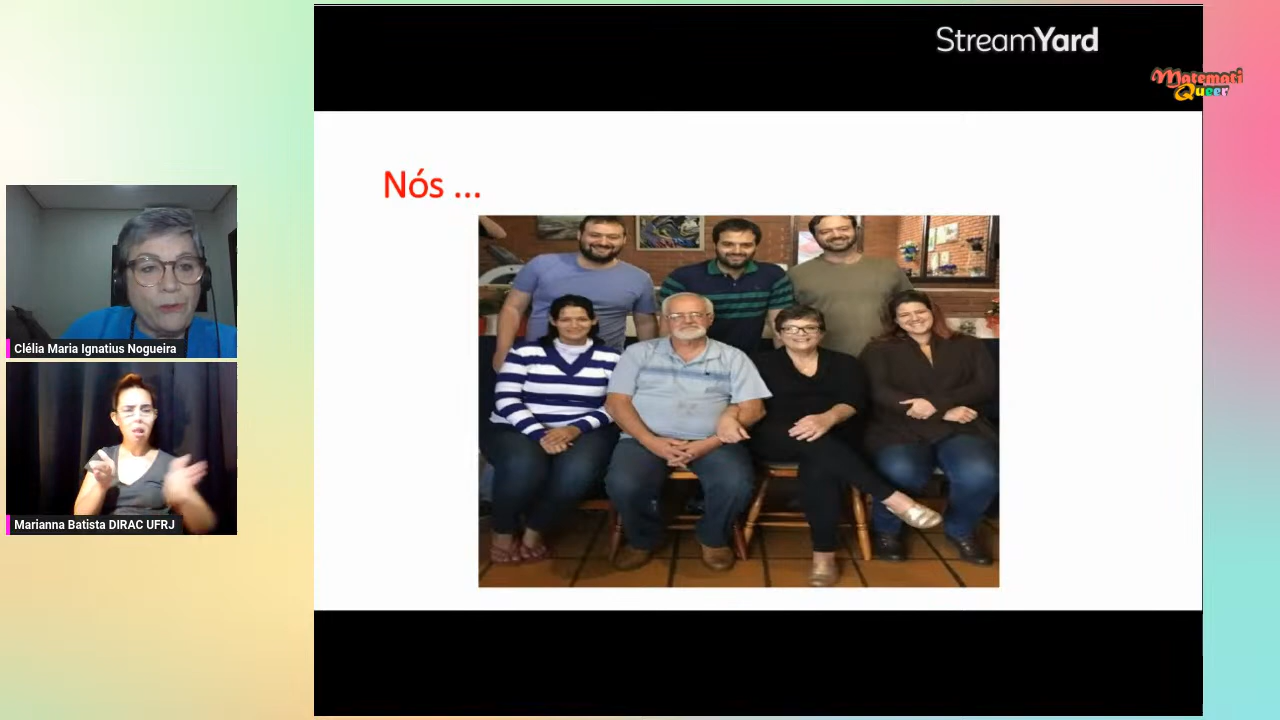 StreamYard
Matemati
Queer
Nós ...
Clélia Maria Ignatius Nogueira
Marianna Batista DIRAC UFRJ